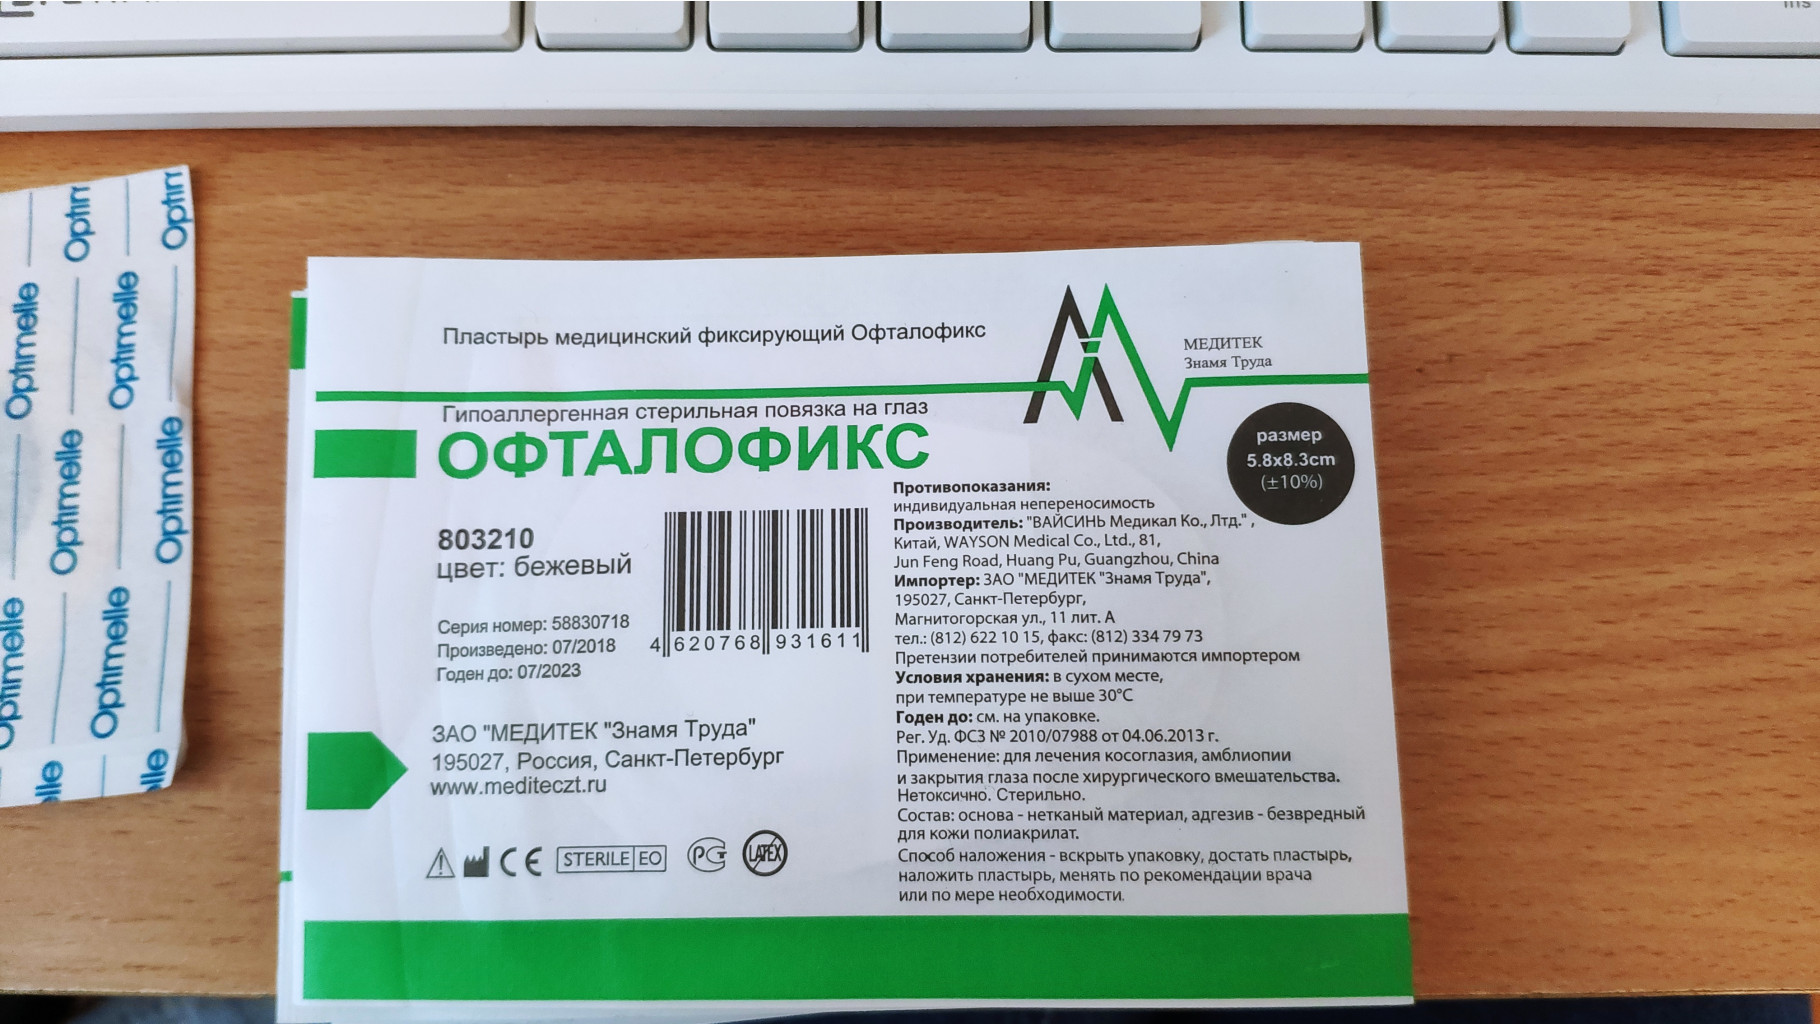 ins
Optim
Optim
Optimelle
Optimelle
Optimelle
Optimelle
Optimelle
Optimelle
Пластырь медицинский фиксирующий Офталофикс
МЕДИТЕК
Знамя Труда
Гипоаллергенная стерильная повязка на глаз
ОФТАЛОФИКС
размер
5.8x8.3cm
(±10%)
803210
цвет: бежевый
Серия номер: 58830718
Произведено: 07/2018
Годен до: 07/2023
4 620768 931611
ЗАО "МЕДИТЕК "Знамя Труда"
195027, Россия, Санкт-Петербург
www.mediteczt.ru
CE
STERILE EO
РСТ
LATEX
Противопоказания:
индивидуальная непереносимость
Производитель: "ВАЙСИНЬ Медикал Ко., Лтд." ,
Китай, WAYSON Medical Co., Ltd., 81,
Jun Feng Road, Huang Pu, Guangzhou, China
Импортер: ЗАО "МЕДИТЕК "Знамя Труда",
195027, Санкт-Петербург,
Магнитогорская ул., 11 лит. А
тел.: (812) 622 10 15, факс: (812) 334 79 73
Претензии потребителей принимаются импортером
Условия хранения: в сухом месте,
при температуре не выше 30°С
Годен до: см. на упаковке.
Рег. Уд. ФСЗ № 2010/07988 от 04.06.2013 г.
Применение: для лечения косоглазия, амблиопии
и закрытия глаза после хирургического вмешательства.
Нетоксично. Стерильно.
Состав: основа - нетканый материал, адгезив - безвредный
для кожи полиакрилат.
Способ наложения - вскрыть упаковку, достать пластырь,
наложить пластырь, менять по рекомендации врача
или по мере необходимости.